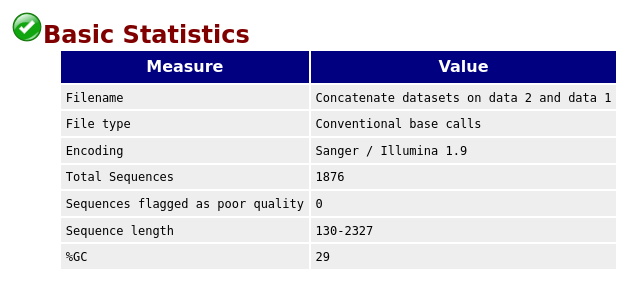 Basic Statistics
Measure Value
Filename Concatenate datasets on data 2 and data 1
File type Conventional base calls
Encoding Sanger / Illumina 1.9
Total Sequences 1876
Sequences flagged as poor quality 0
Sequence length 130-2327
%GC 29